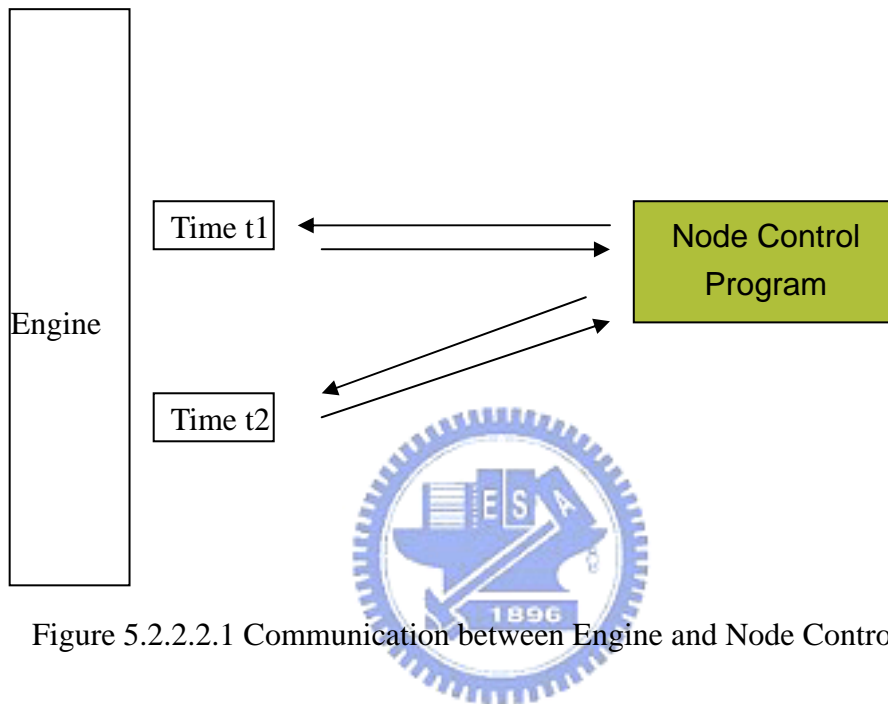 Time t1
Node Control
Program
Engine
Time t2
E S A
1896
Figure 5.2.2.2.1 Communication between Engine and Node Contro